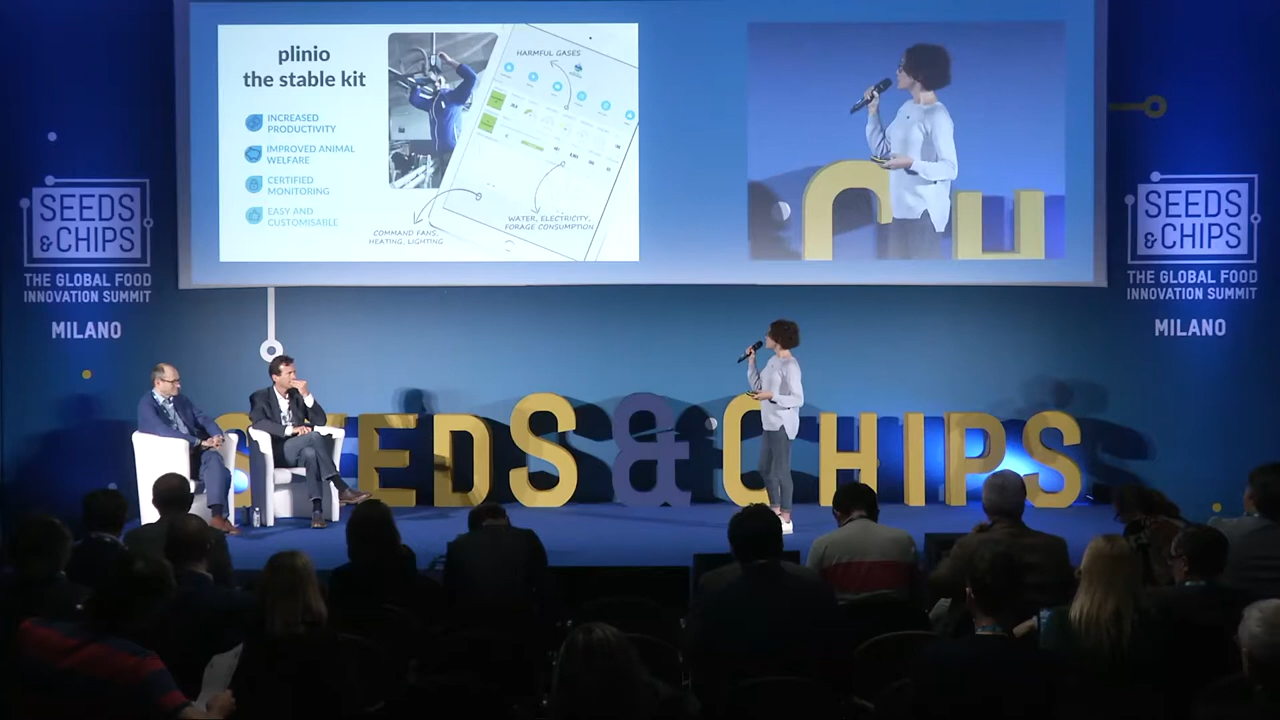 plinio
the stable kit
INCREASED
PRODUCTIVITY
IMPROVED ANIMAL
WELFARE
CERTIFIED
MONITORING
EASY AND
CUSTOMISABLE
HARMFUL GASES
COMMAND FANS,
HEATING, LIGHTING
WATER, ELECTRICITY,
FORAGE CONSUMPTION
SEEDS
&CHIPS
THE GLOBAL FOOD
INNOVATION SUMMIT
MILANO
SEEDS
&CHIPS
THE GLOBAL FOOD
INNOVATION SUMMIT
MILANO
SEEDS & CHIPS